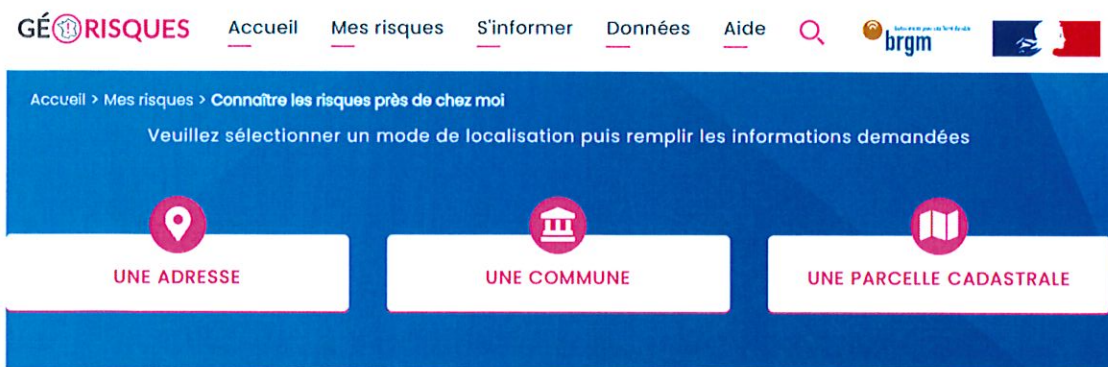 GÉORISQUES Accueil Mes risques S'informer Données Aide
brgm
Accueil > Mes risques > Connaître les risques près de chez moi
Veuillez sélectionner un mode de localisation puis remplir les informations demandées
UNE ADRESSE UNE COMMUNE UNE PARCELLE CADASTRALE